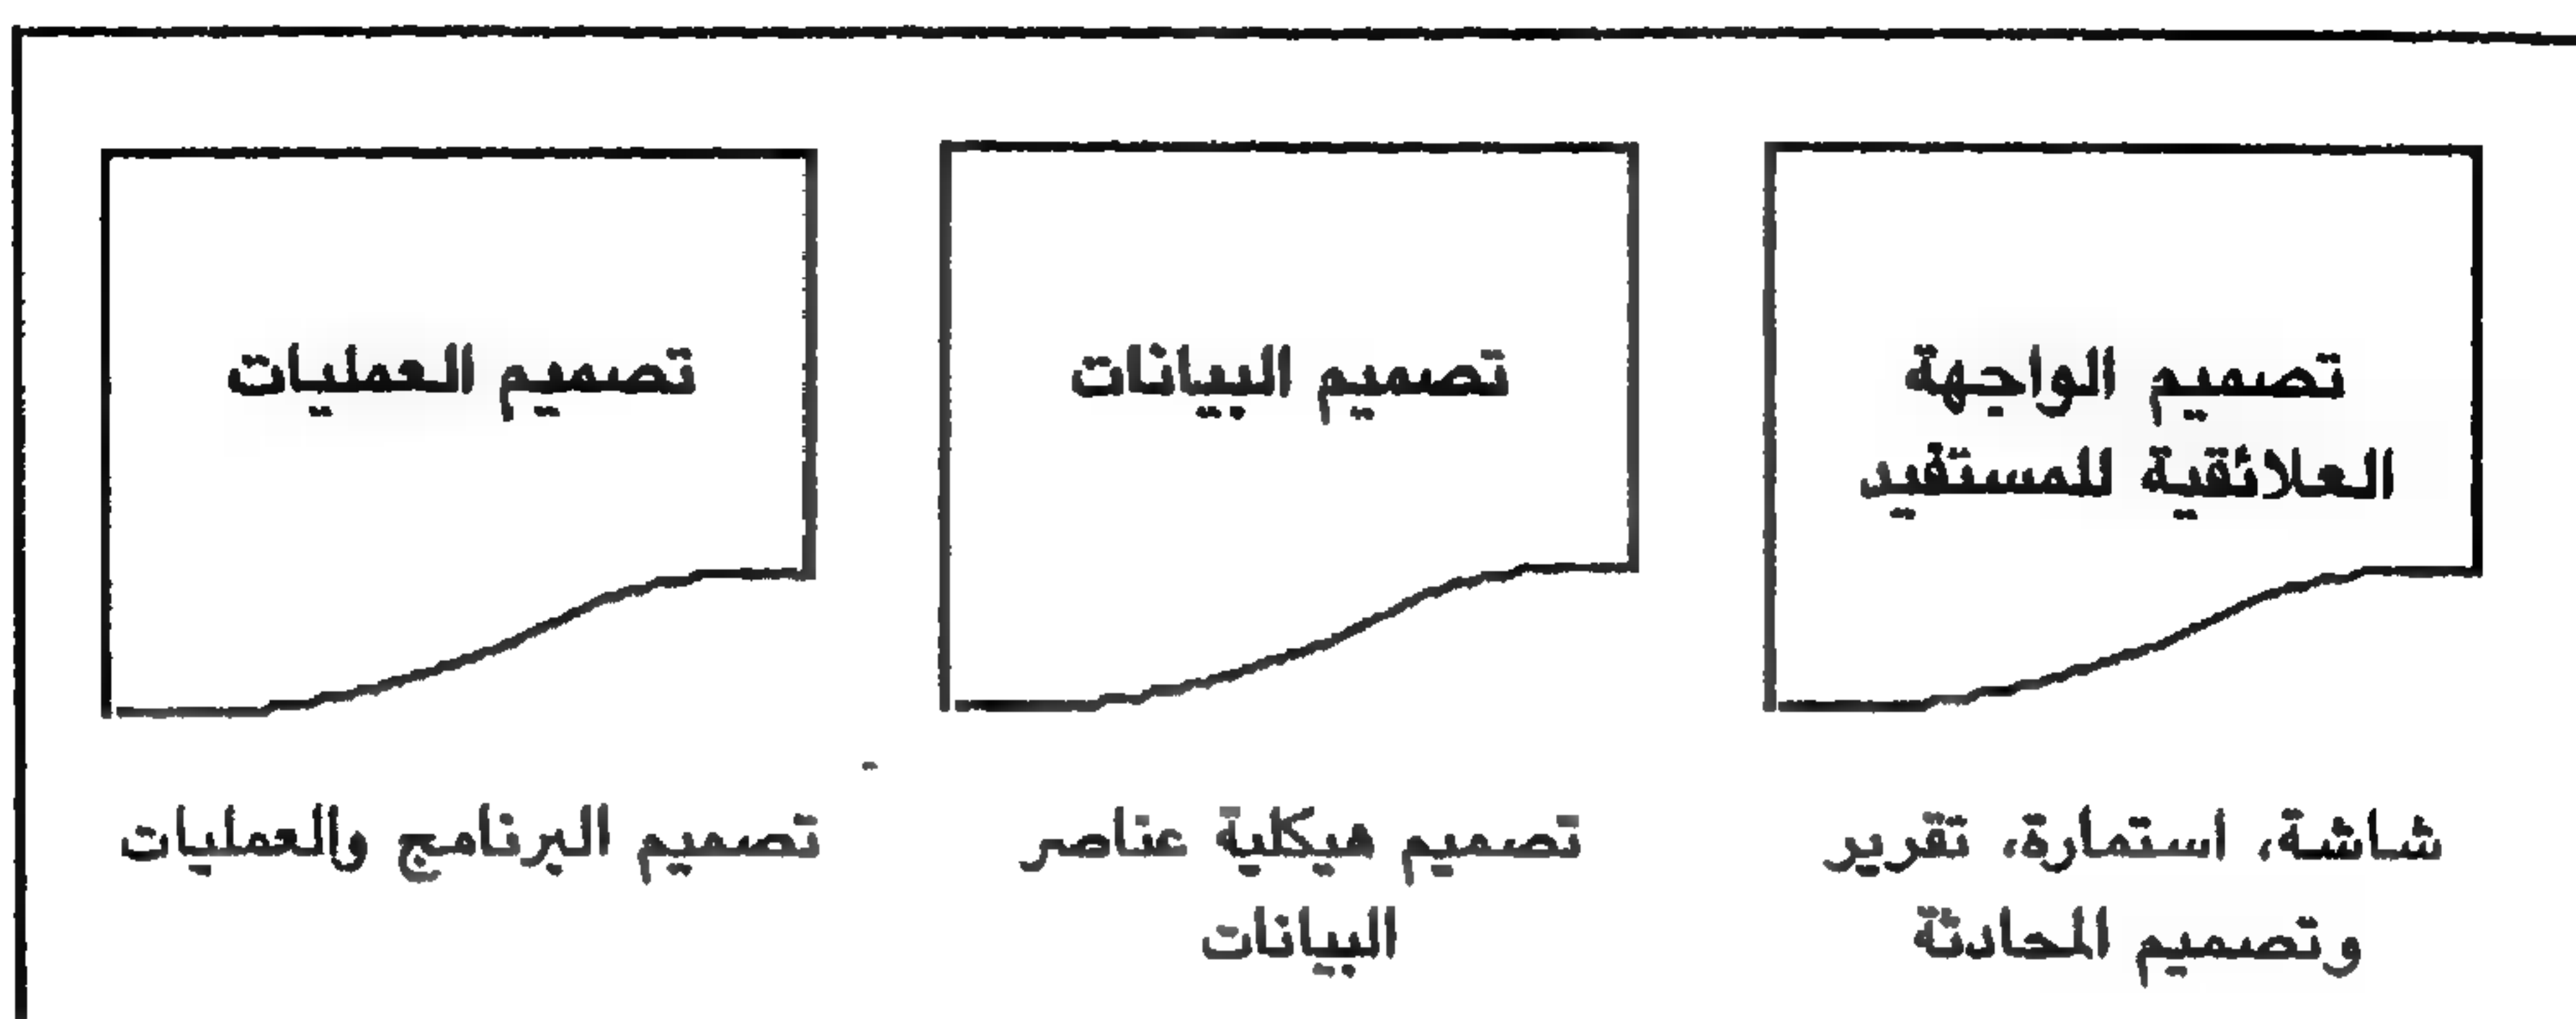 تصميم الواجهة
العلائقية للمستفيد
تصميم البيانات
تصميم العمليات
شاشة، استمارة، تقرير
وتصميم المحادثة
تصميم هيكلية عناصر
البيانات
تصميم البرنامج والعمليات